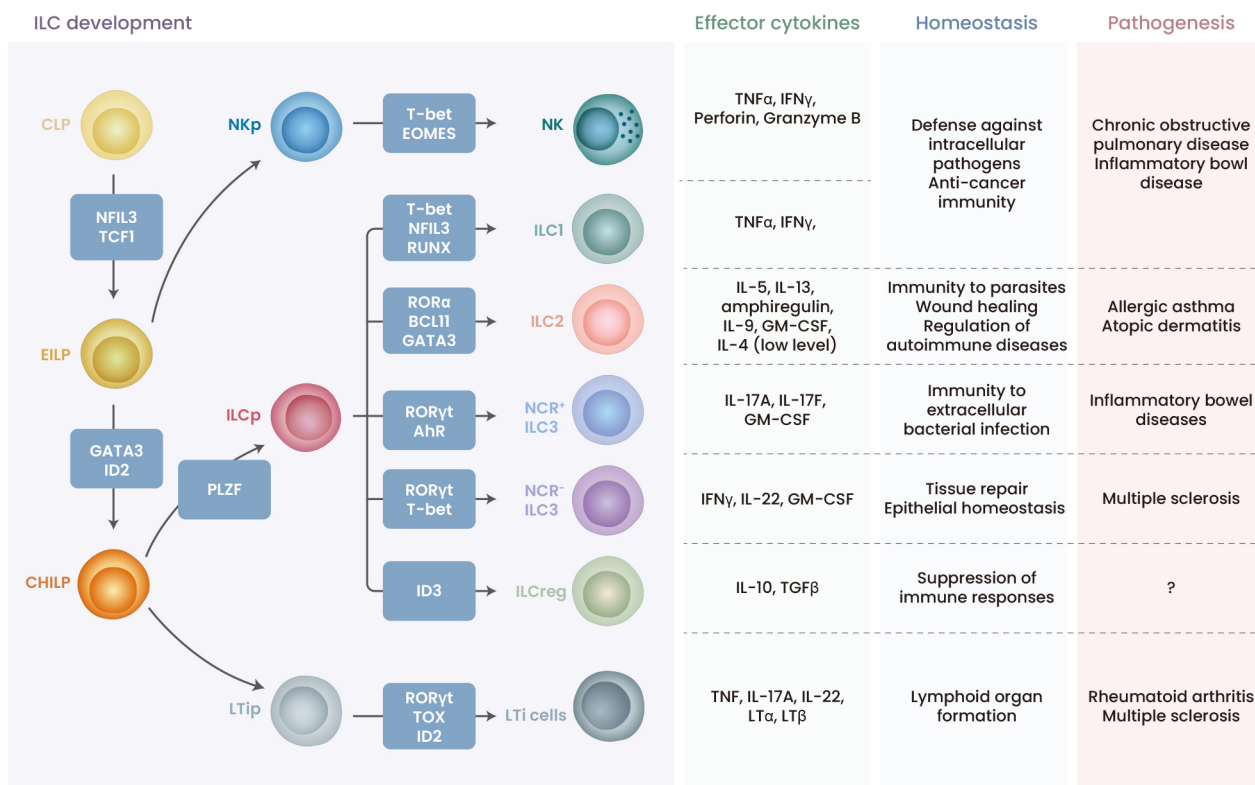 ILC development
Effector cytokines
Homeostasis
Pathogenesis
CLP
NFIL3
TCF1
EILP
GATA3
ID2
CHILP
PLZF
NKp
ILCp
LTip
T-bet
EOMES
NK
T-bet
NFIL3
RUNX
ILC1
RORα
BCL11
GATA3
ILC2
RORγt
AhR
NCR⁺
ILC3
RORγt
T-bet
NCR⁻
ILC3
ID3
ILCreg
RORγt
TOX
ID2
LTi cells
TNFα, IFNγ,
Perforin, Granzyme B
TNFα, IFNγ,
Defense against
intracellular
pathogens
Anti-cancer
immunity
Chronic obstructive
pulmonary disease
Inflammatory bowl
disease
IL-5, IL-13,
amphiregulin,
IL-9, GM-CSF,
IL-4 (low level)
Immunity to parasites
Wound healing
Regulation of
autoimmune diseases
Allergic asthma
Atopic dermatitis
IL-17A, IL-17F,
GM-CSF
Immunity to
extracellular
bacterial infection
Inflammatory bowel
diseases
IFNγ, IL-22, GM-CSF
Tissue repair
Epithelial homeostasis
Multiple sclerosis
IL-10, TGFβ
Suppression of
immune responses
?
TNF, IL-17A, IL-22,
LTα, LTβ
Lymphoid organ
formation
Rheumatoid arthritis
Multiple sclerosis